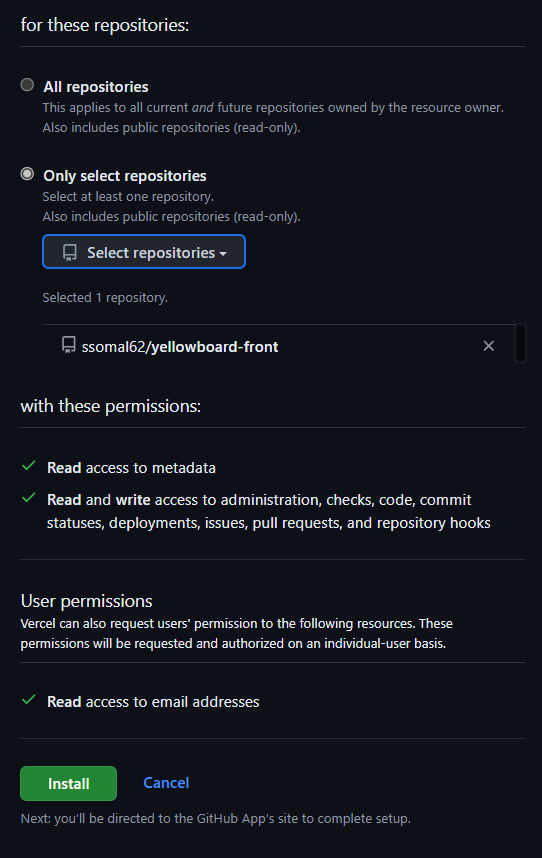 for these repositories:
All repositories
This applies to all current and future repositories owned by the resource owner.
Also includes public repositories (read-only).
Only select repositories
Select at least one repository.
Also includes public repositories (read-only).
Select repositories
Selected 1 repository.
ssomal62/yellowboard-front
with these permissions:
Read access to metadata
Read and write access to administration, checks, code, commit
statuses, deployments, issues, pull requests, and repository hooks
User permissions
Vercel can also request users' permission to the following resources. These
permissions will be requested and authorized on an individual-user basis.
Read access to email addresses
Install Cancel
Next: you'll be directed to the GitHub App's site to complete setup.